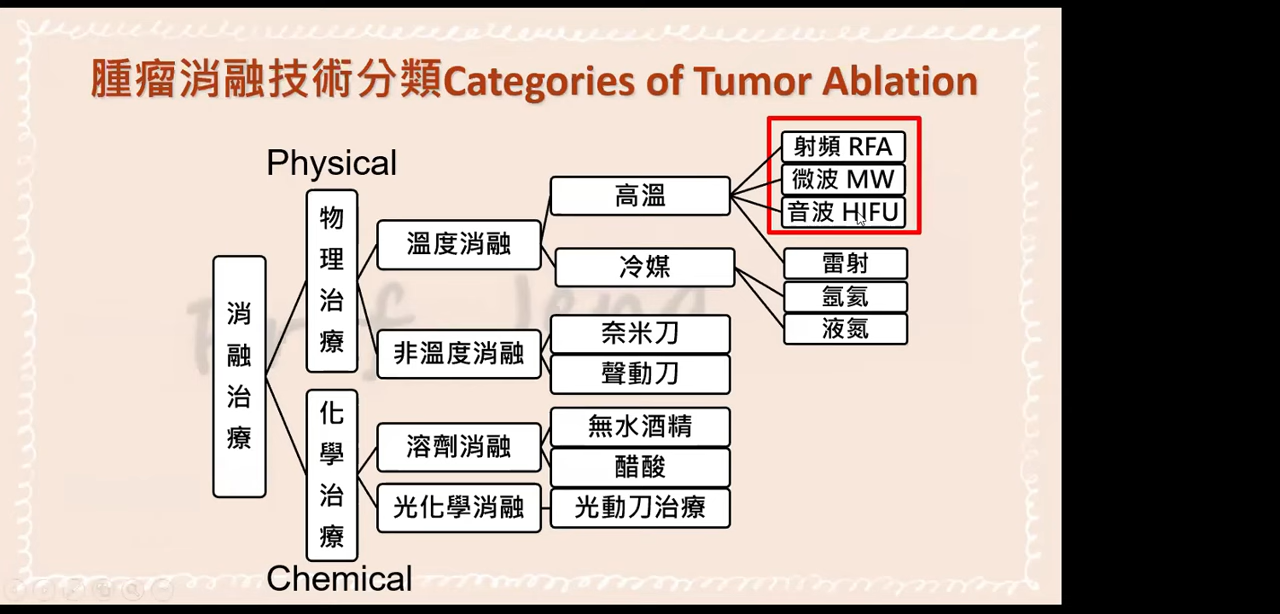 腫瘤消融技術分類Categories of Tumor Ablation
Physical
消融治療
物理治療
溫度消融
高溫
射頻 RFA
微波 MW
音波 HIFU
雷射
冷媒
氬氦
液氮
非溫度消融
奈米刀
聲動刀
化學治療
溶劑消融
無水酒精
醋酸
光化學消融
光動刀治療
Chemical
Prof Jeng